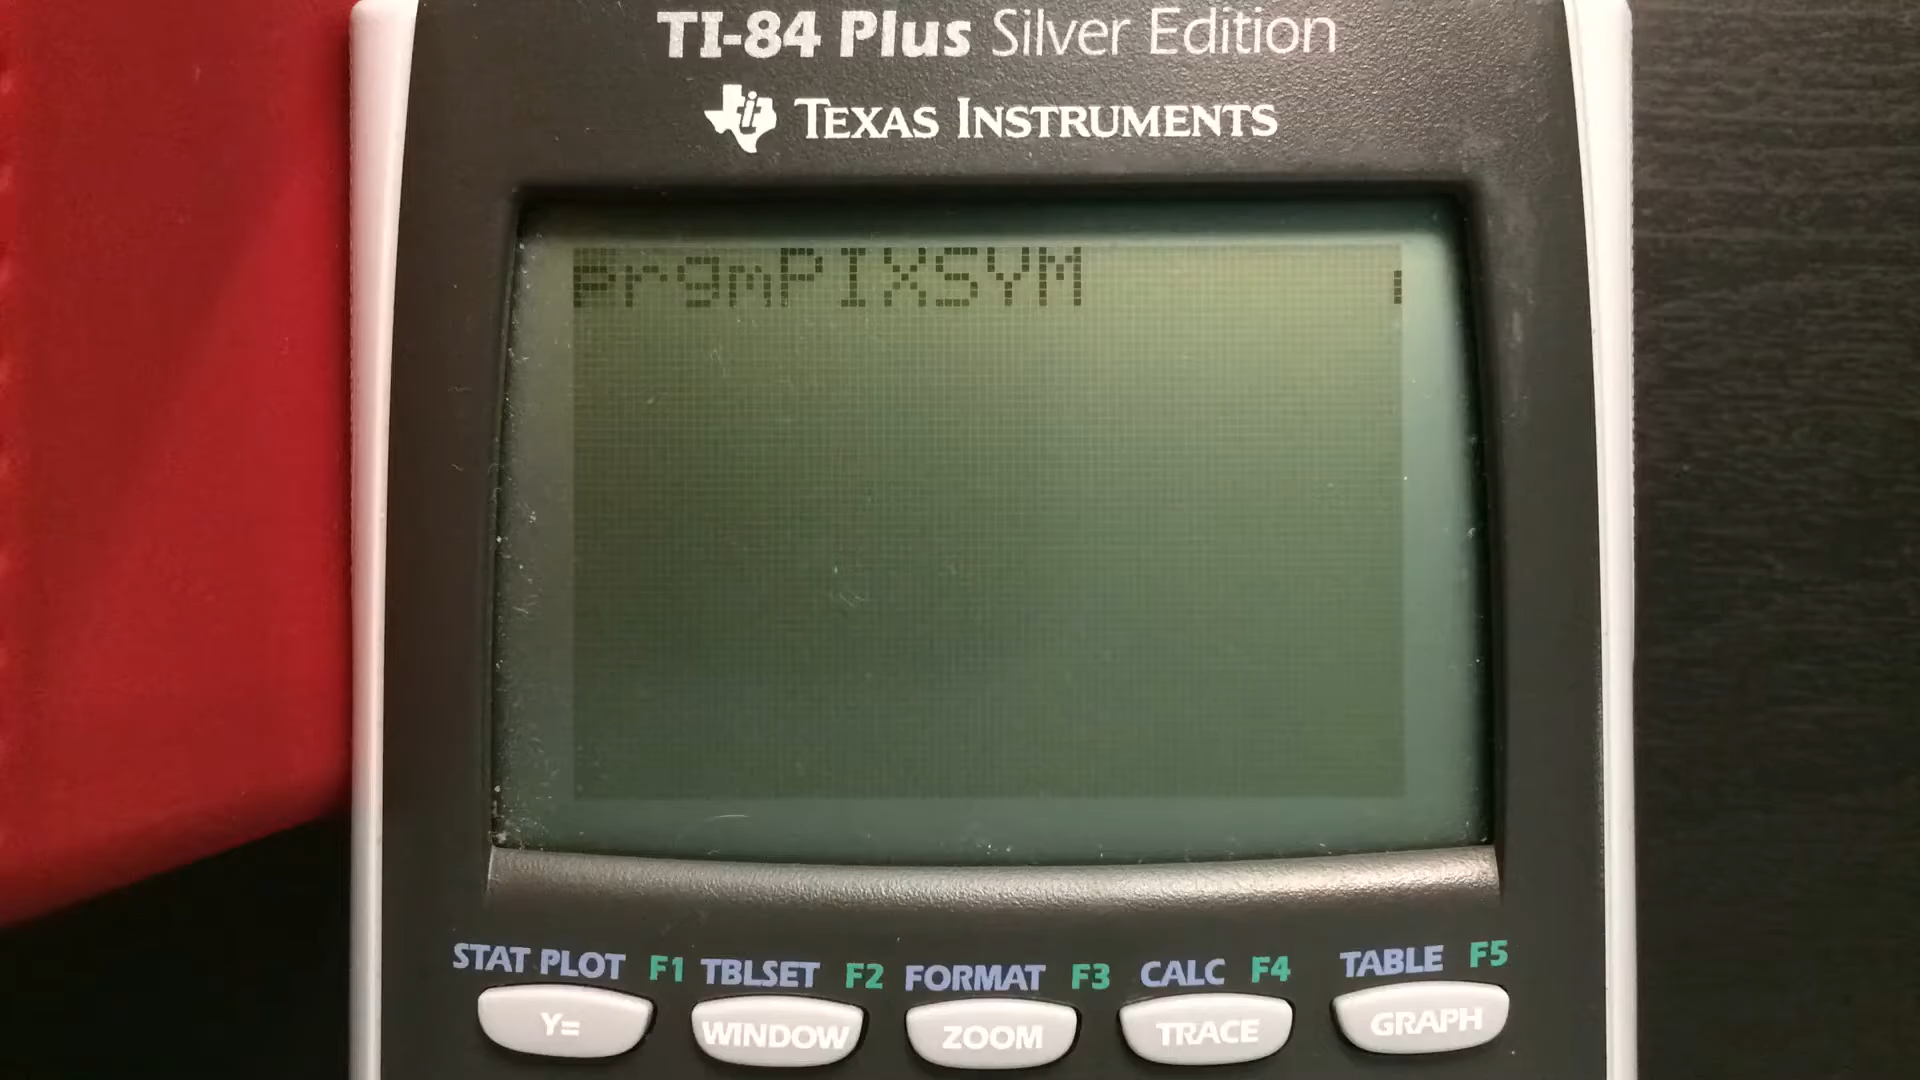 TI-84 Plus Silver Edition
TEXAS INSTRUMENTS
prgmPIXSYM
STAT PLOT F1 TBLSET F2 FORMAT F3 CALC F4 TABLE F5
Y= WINDOW ZOOM TRACE GRAPH